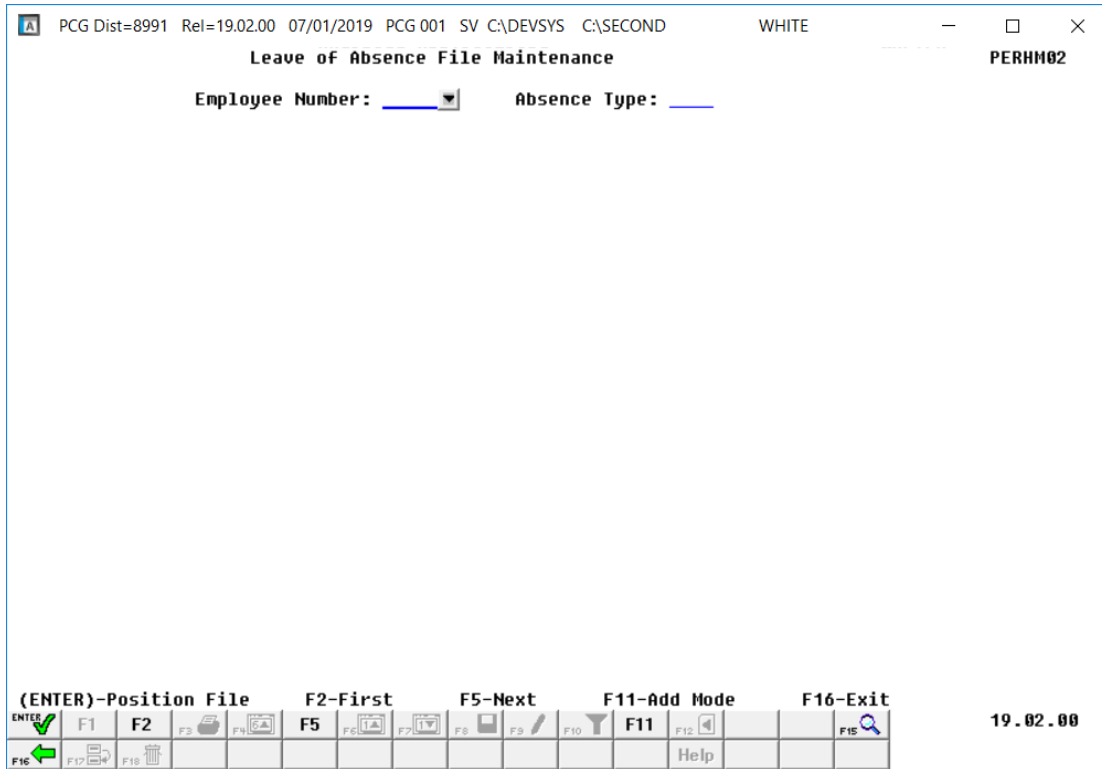 A PCG Dist=8991 Rel=19.02.00 07/01/2019 PCG 001 SV C:\DEVSYS C:\SECOND WHITE
Leave of Absence File Maintenance PERHM02
Employee Number: Absence Type:
(ENTER)-Position File F2-First F5-Next F11-Add Mode F16-Exit
ENTER F1 F2 F3 F4 6 F5 F6 1 F7 1 F8 F9 F10 F11 F12 F15 19.02.00
F16 F17 F18 Help